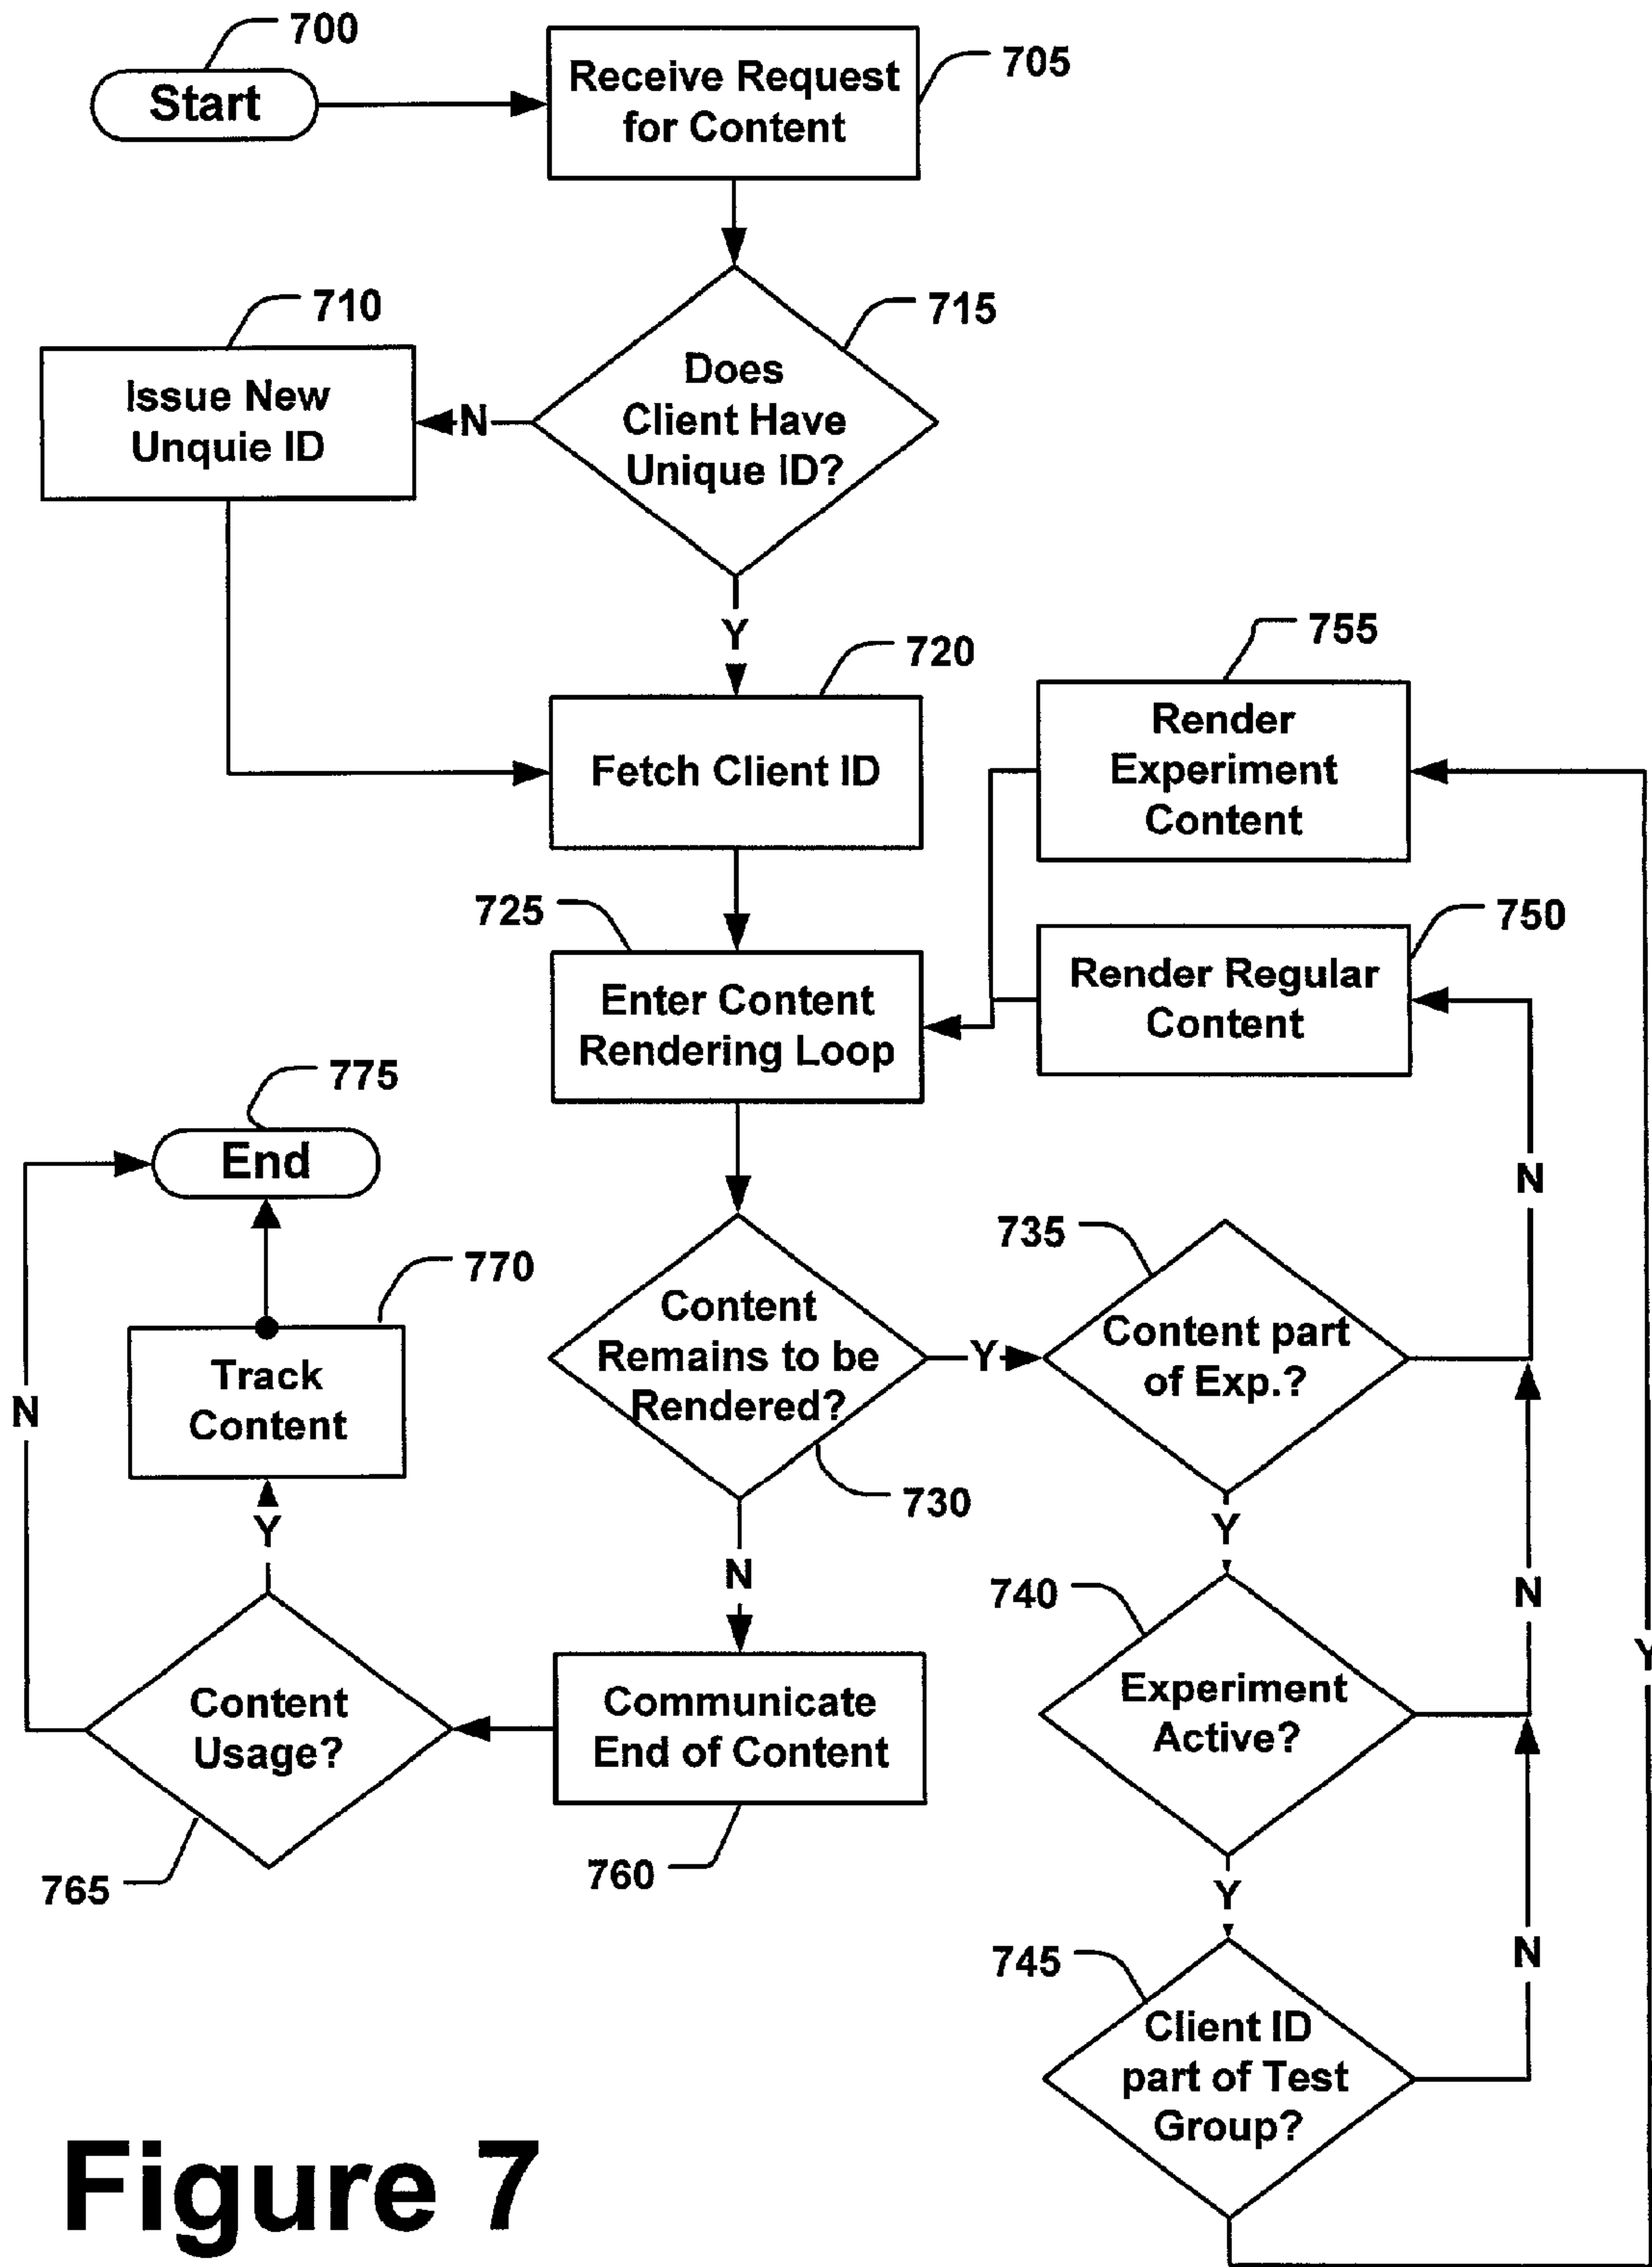 700
Start
Receive Request
for Content
705
710
Issue New
Unquie ID
N
715
Does
Client Have
Unique ID?
Y
720
Fetch Client ID
755
Render
Experiment
Content
725
Enter Content
Rendering Loop
750
Render Regular
Content
775
End
N
770
Track
Content
N
Y
Content
Remains to be
Rendered?
730
Y
735
Content part
of Exp.?
Y
N
740
Experiment
Active?
N
Y
Content
Usage?
765
Communicate
End of Content
760
Y
745
Client ID
part of Test
Group?
N
Figure 7